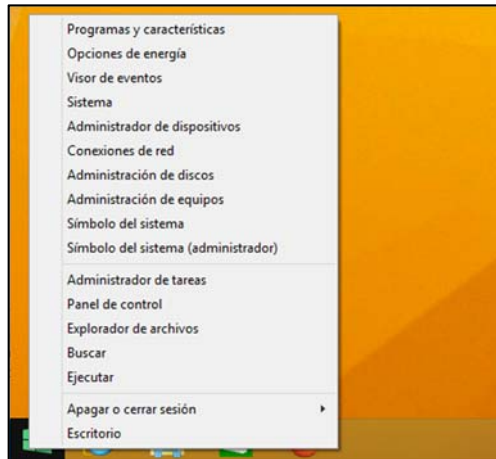 Programas y características
Opciones de energía
Visor de eventos
Sistema
Administrador de dispositivos
Conexiones de red
Administración de discos
Administración de equipos
Símbolo del sistema
Símbolo del sistema (administrador)
Administrador de tareas
Panel de control
Explorador de archivos
Buscar
Ejecutar
Apagar o cerrar sesión
Escritorio